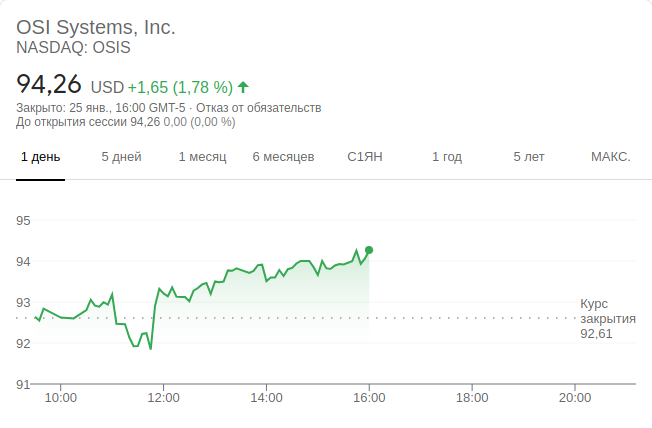 OSI Systems, Inc.
NASDAQ: OSIS
94,26 USD +1,65 (1,78 %)
Закрыто: 25 янв., 16:00 GMT-5 · Отказ от обязательств
До открытия сессии 94,26 0,00 (0,00 %)
1 день 5 дней 1 месяц 6 месяцев С1ЯН 1 год 5 лет МАКС.
95
94
93
92
91
Курс
закрытия
92,61
10:00 12:00 14:00 16:00 18:00 20:00